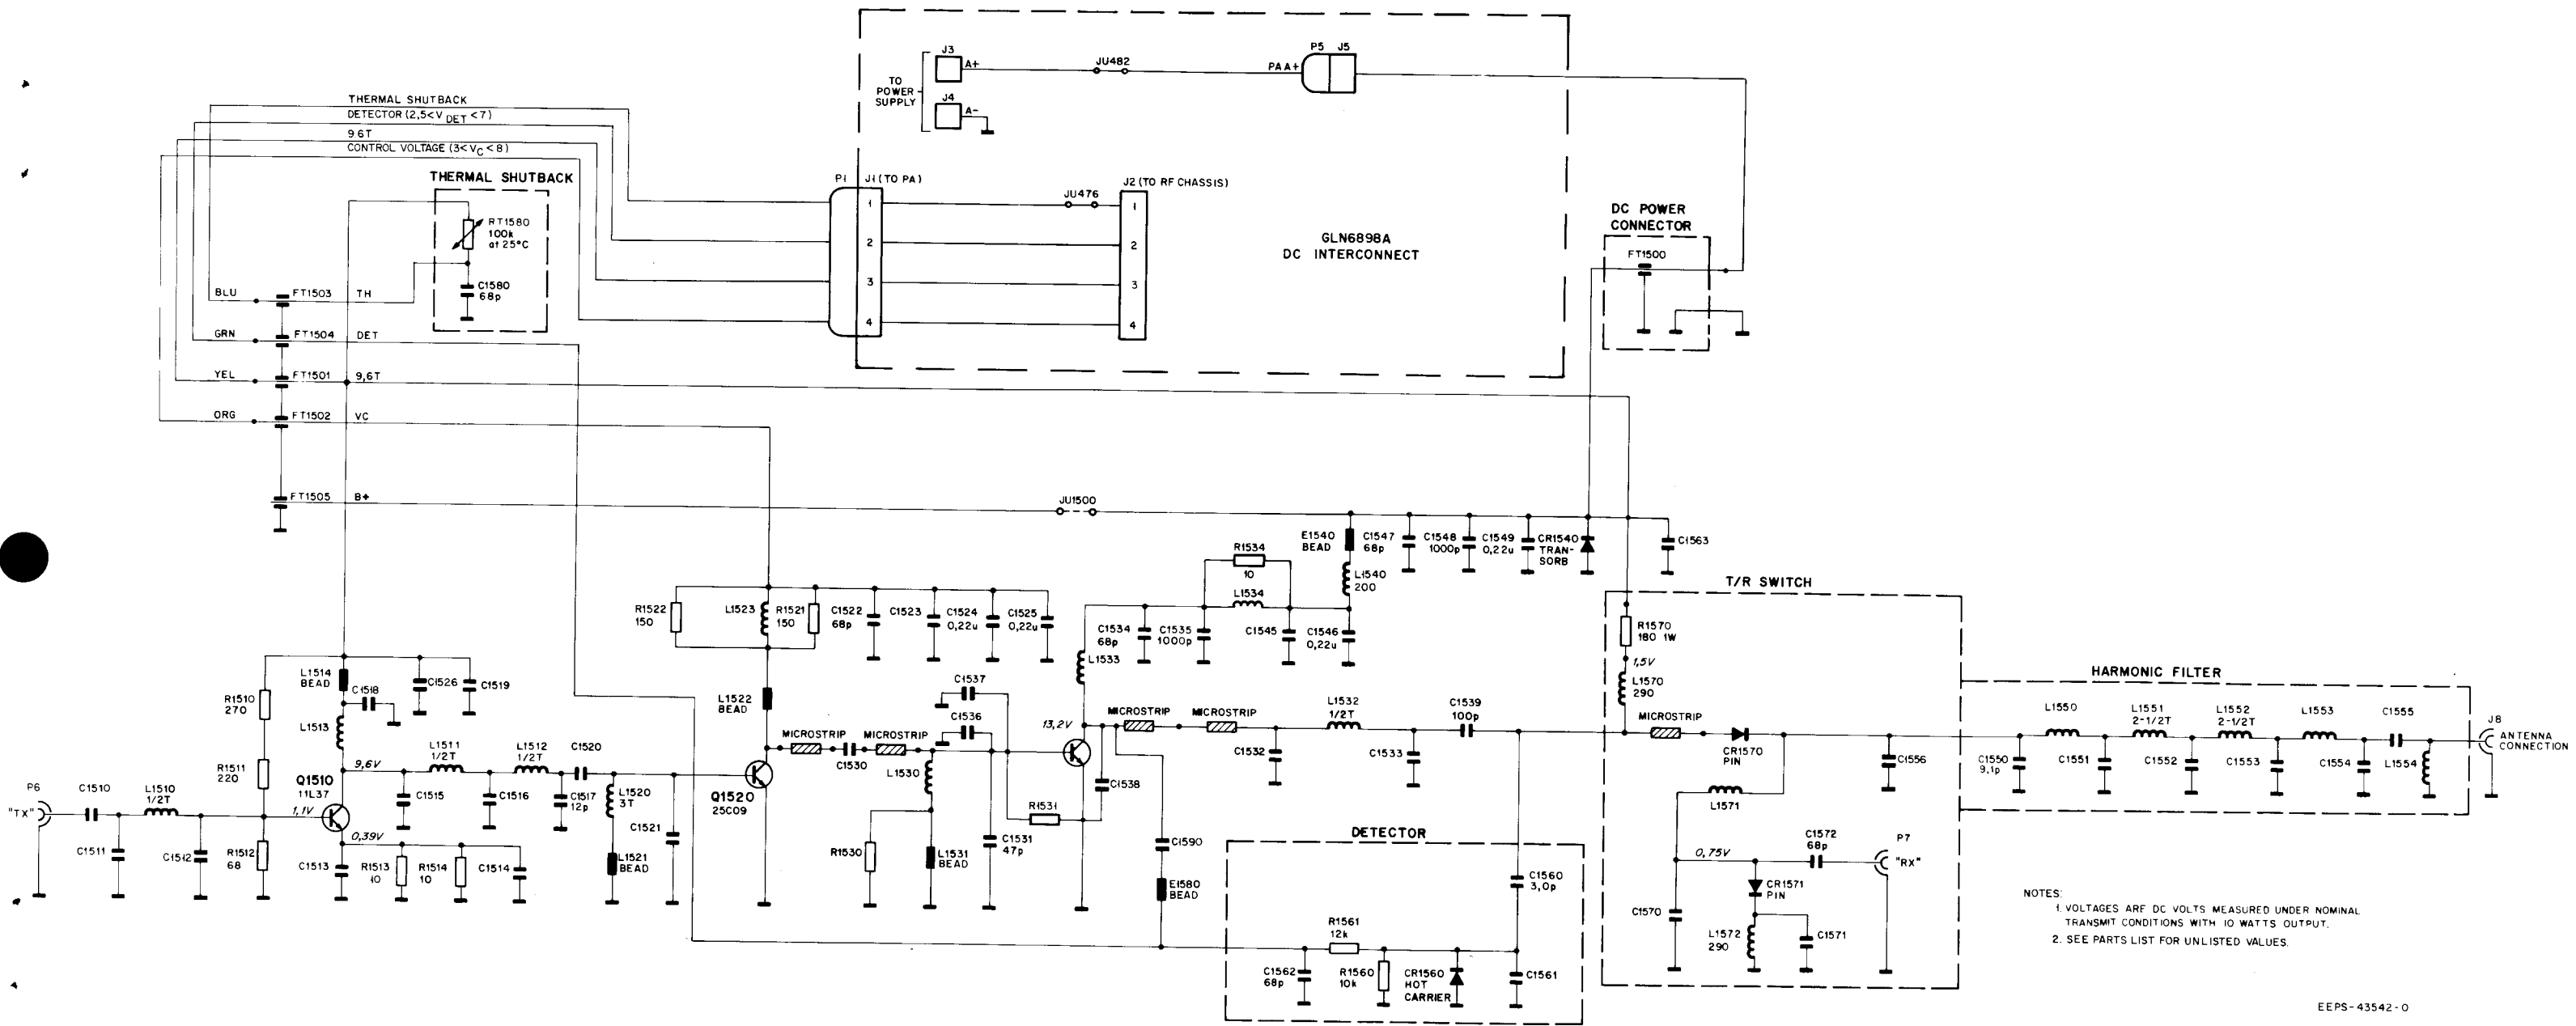 J3
A+
JU482
PAA+
P5
J5
TO
POWER
SUPPLY
J4
A-
THERMAL SHUTBACK
DETECTOR (2,5<V DET <7)
9.6T
CONTROL VOLTAGE (3<VC<8)
THERMAL SHUTBACK
RT1580
100k
at 25°C
C1580
68p
P1
J1 (TO PA)
1
2
3
4
JU476
J2 (TO RF CHASSIS)
1
2
3
4
GLN6898A
DC INTERCONNECT
DC POWER
CONNECTOR
FT1500
BLU
FT1503
TH
GRN
FT1504
DET
YEL
FT1501
9,6T
ORG
FT1502
VC
FT1505
B+
JU1500
R1534
10
L1534
E1540
BEAD
L1540
200
C1547
68p
C1548
1000p
C1549
0,22u
CR1540
TRAN-
SORB
C1563
R1522
150
L1523
R1521
150
C1522
68p
C1523
C1524
0,22u
C1525
0,22u
C1534
68p
C1535
1000p
C1545
C1546
0,22u
L1533
T/R SWITCH
R1570
180 1W
1,5V
L1570
290
MICROSTRIP
CR1570
PIN
L1571
C1556
0,75V
C1572
68p
P7
"RX"
CR1571
PIN
C1570
L1572
290
C1571
HARMONIC FILTER
L1550
L1551
2-1/2T
L1552
2-1/2T
L1553
C1555
J8
ANTENNA
CONNECTION
C1550
9,1p
C1551
C1552
C1553
C1554
L1554
R1510
270
L1514
BEAD
C1518
C1526
C1519
L1513
R1511
220
Q1510
11L37
9,6V
1,1V
0,39V
L1511
1/2T
L1512
1/2T
C1520
P6
"TX"
C1510
L1510
1/2T
C1511
C1512
R1512
68
C1513
R1513
10
R1514
10
C1514
C1515
C1516
C1517
12p
L1520
3T
L1521
BEAD
C1521
L1522
BEAD
Q1520
25C09
MICROSTRIP
C1530
MICROSTRIP
L1530
R1530
L1531
BEAD
C1537
C1536
C1531
47p
R1531
13,2V
C1538
MICROSTRIP
MICROSTRIP
C1590
E1580
BEAD
C1532
L1532
1/2T
C1533
C1539
100p
DETECTOR
C1560
3,0p
R1561
12k
C1562
68p
R1560
10k
CR1560
HOT
CARRIER
C1561
NOTES:
1. VOLTAGES ARE DC VOLTS MEASURED UNDER NOMINAL
TRANSMIT CONDITIONS WITH 10 WATTS OUTPUT.
2. SEE PARTS LIST FOR UNLISTED VALUES.
EEPS-43542-O